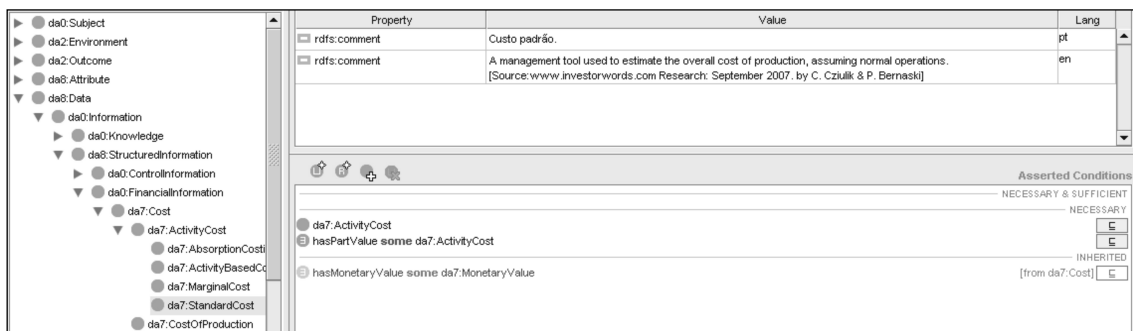 da0:Subject
da2:Environment
da2:Outcome
da8:Attribute
da8:Data
da0:Information
da0:Knowledge
da8:StructuredInformation
da0:ControlInformation
da0:FinancialInformation
da7:Cost
da7:ActivityCost
da7:AbsorptionCosti
da7:ActivityBasedCo
da7:MarginalCost
da7:StandardCost
da7:CostOfProduction
Property Value Lang
rdfs:comment Custo padrão. pt
rdfs:comment A management tool used to estimate the overall cost of production, assuming normal operations. en
[Source:www.investorwords.com Research: September 2007. by C. Cziulik & P. Bernaski]
Asserted Conditions
NECESSARY & SUFFICIENT
NECESSARY
da7:ActivityCost ⊑
hasPartValue some da7:ActivityCost ⊑
INHERITED
hasMonetaryValue some da7:MonetaryValue [from da7:Cost] ⊑